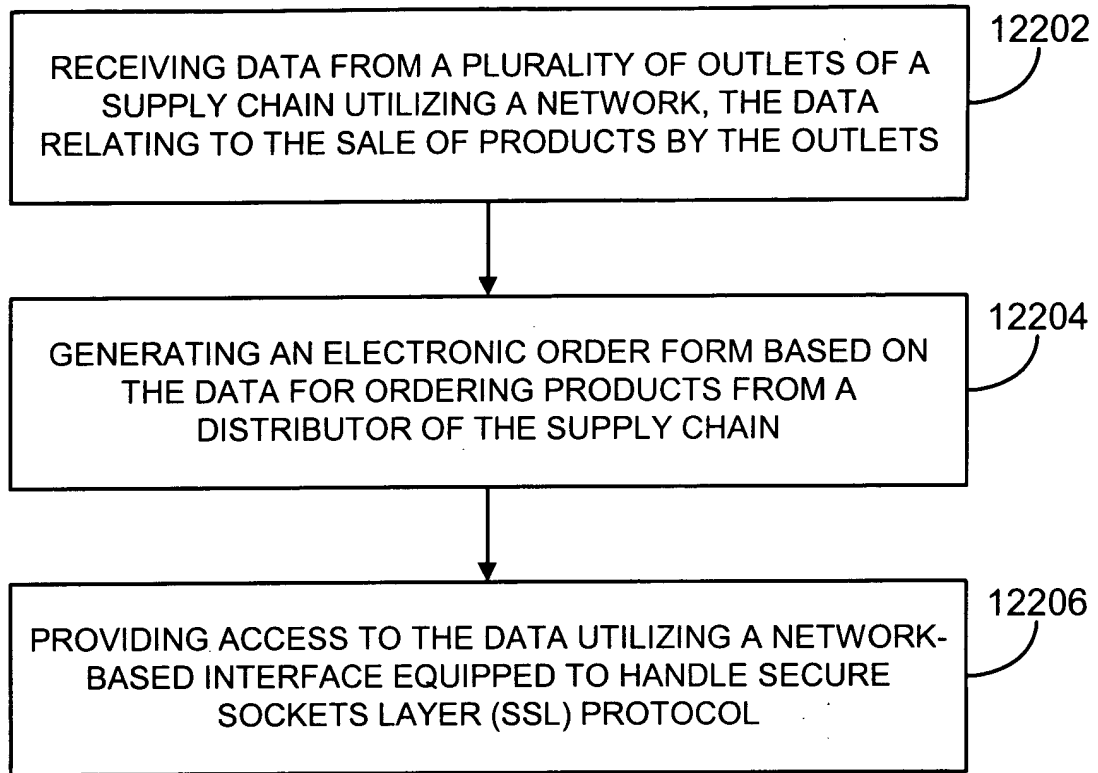 12202
RECEIVING DATA FROM A PLURALITY OF OUTLETS OF A
SUPPLY CHAIN UTILIZING A NETWORK, THE DATA
RELATING TO THE SALE OF PRODUCTS BY THE OUTLETS
12204
GENERATING AN ELECTRONIC ORDER FORM BASED ON
THE DATA FOR ORDERING PRODUCTS FROM A
DISTRIBUTOR OF THE SUPPLY CHAIN
12206
PROVIDING ACCESS TO THE DATA UTILIZING A NETWORK-
BASED INTERFACE EQUIPPED TO HANDLE SECURE
SOCKETS LAYER (SSL) PROTOCOL